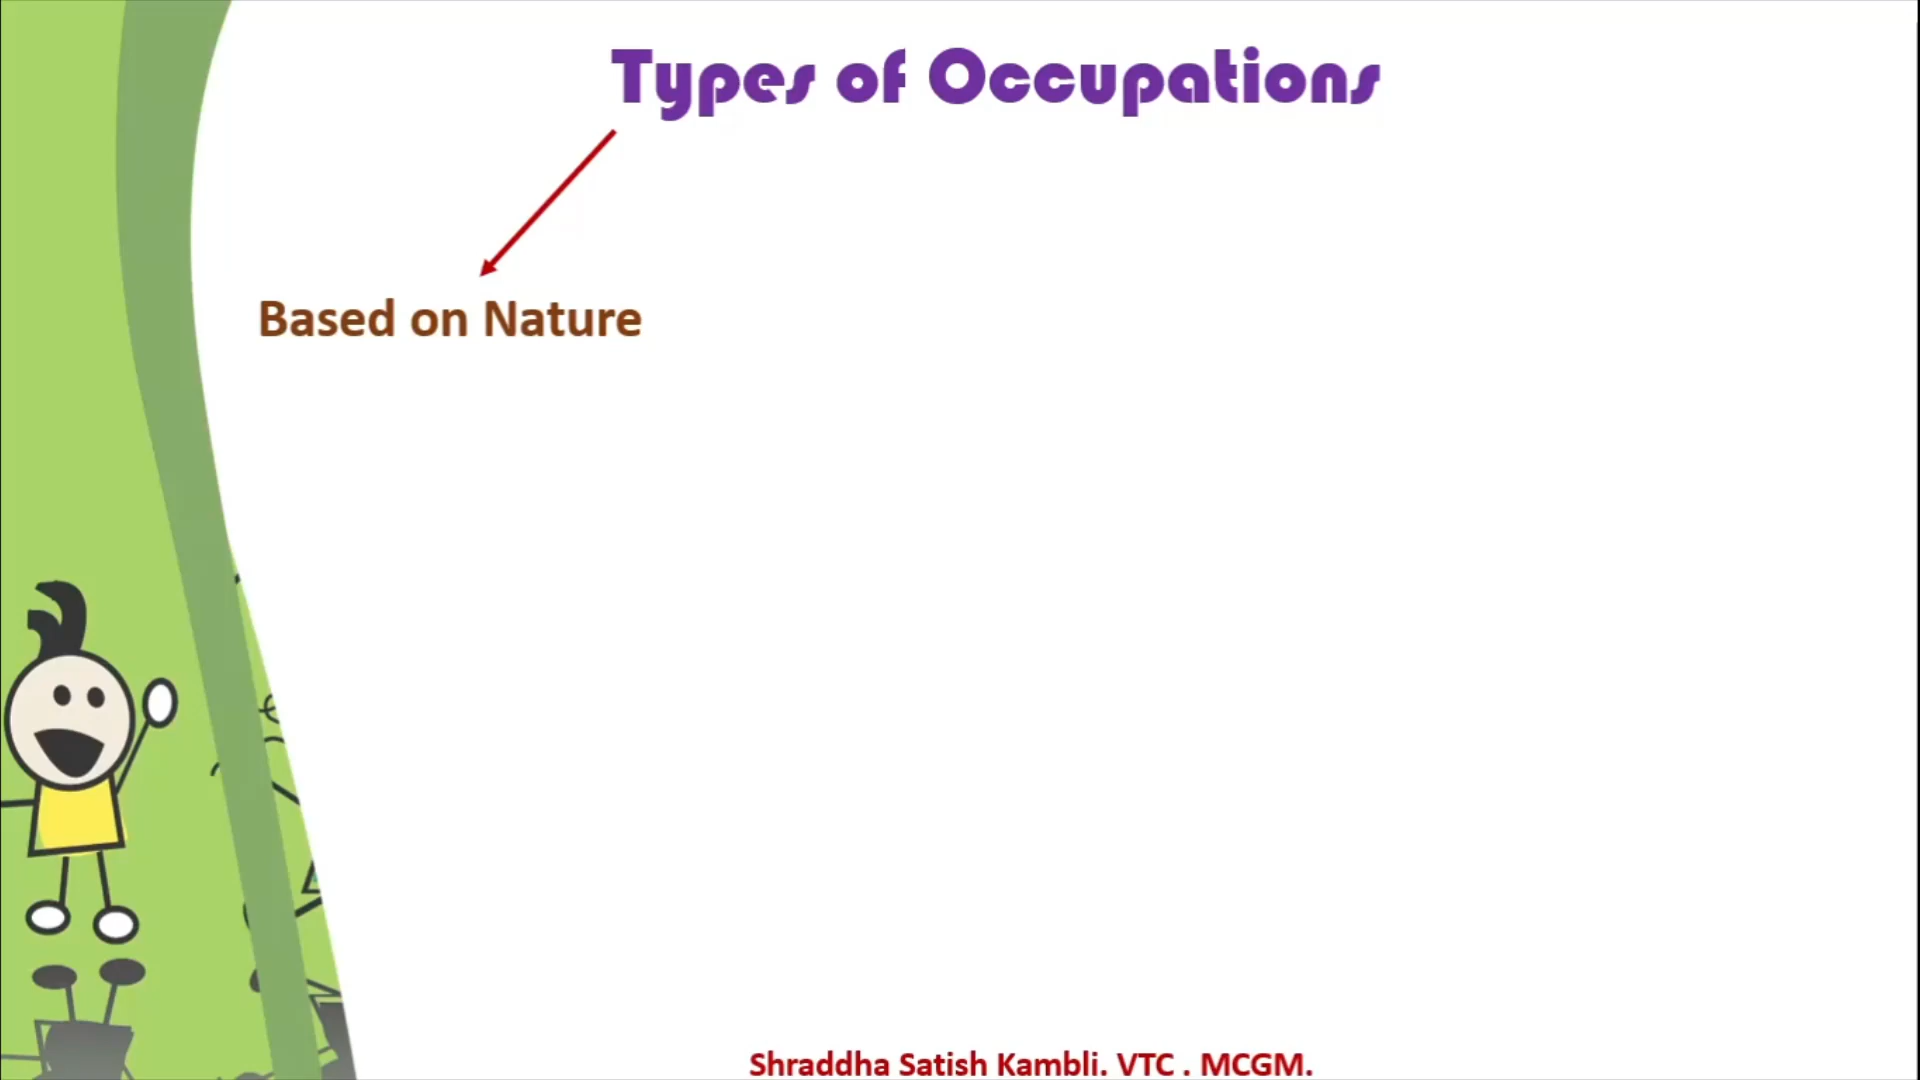 Types of Occupations
Based on Nature
Shraddha Satish Kambli. VTC . MCGM.